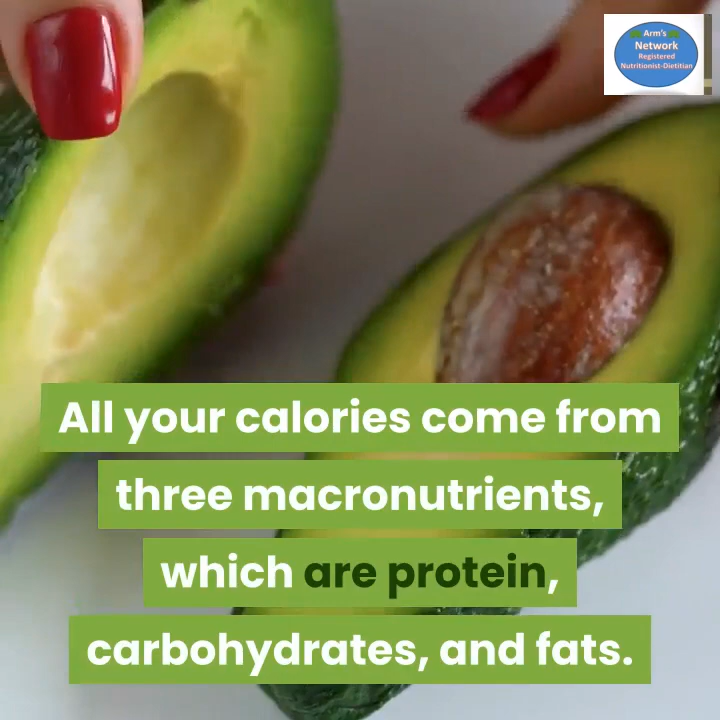 Arm's
Network
Registered
Nutritionist-Dietitian
All your calories come from
three macronutrients,
which are protein,
carbohydrates, and fats.